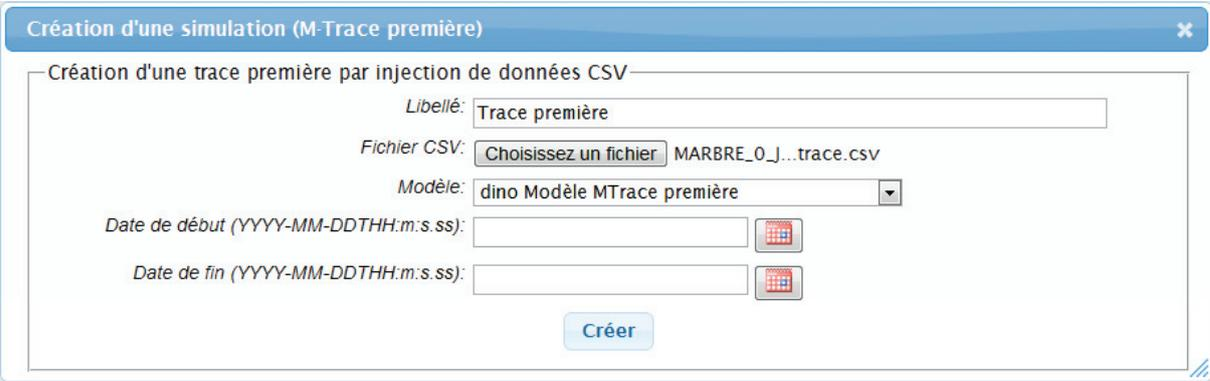 Création d'une simulation (M-Trace première)
Création d'une trace première par injection de données CSV
Libellé: Trace première
Fichier CSV: Choisissez un fichier MARBRE_0_J...trace.csv
Modèle: dino Modèle MTrace première
Date de début (YYYY-MM-DDTHH:m:s.ss):
Date de fin (YYYY-MM-DDTHH:m:s.ss):
Créer